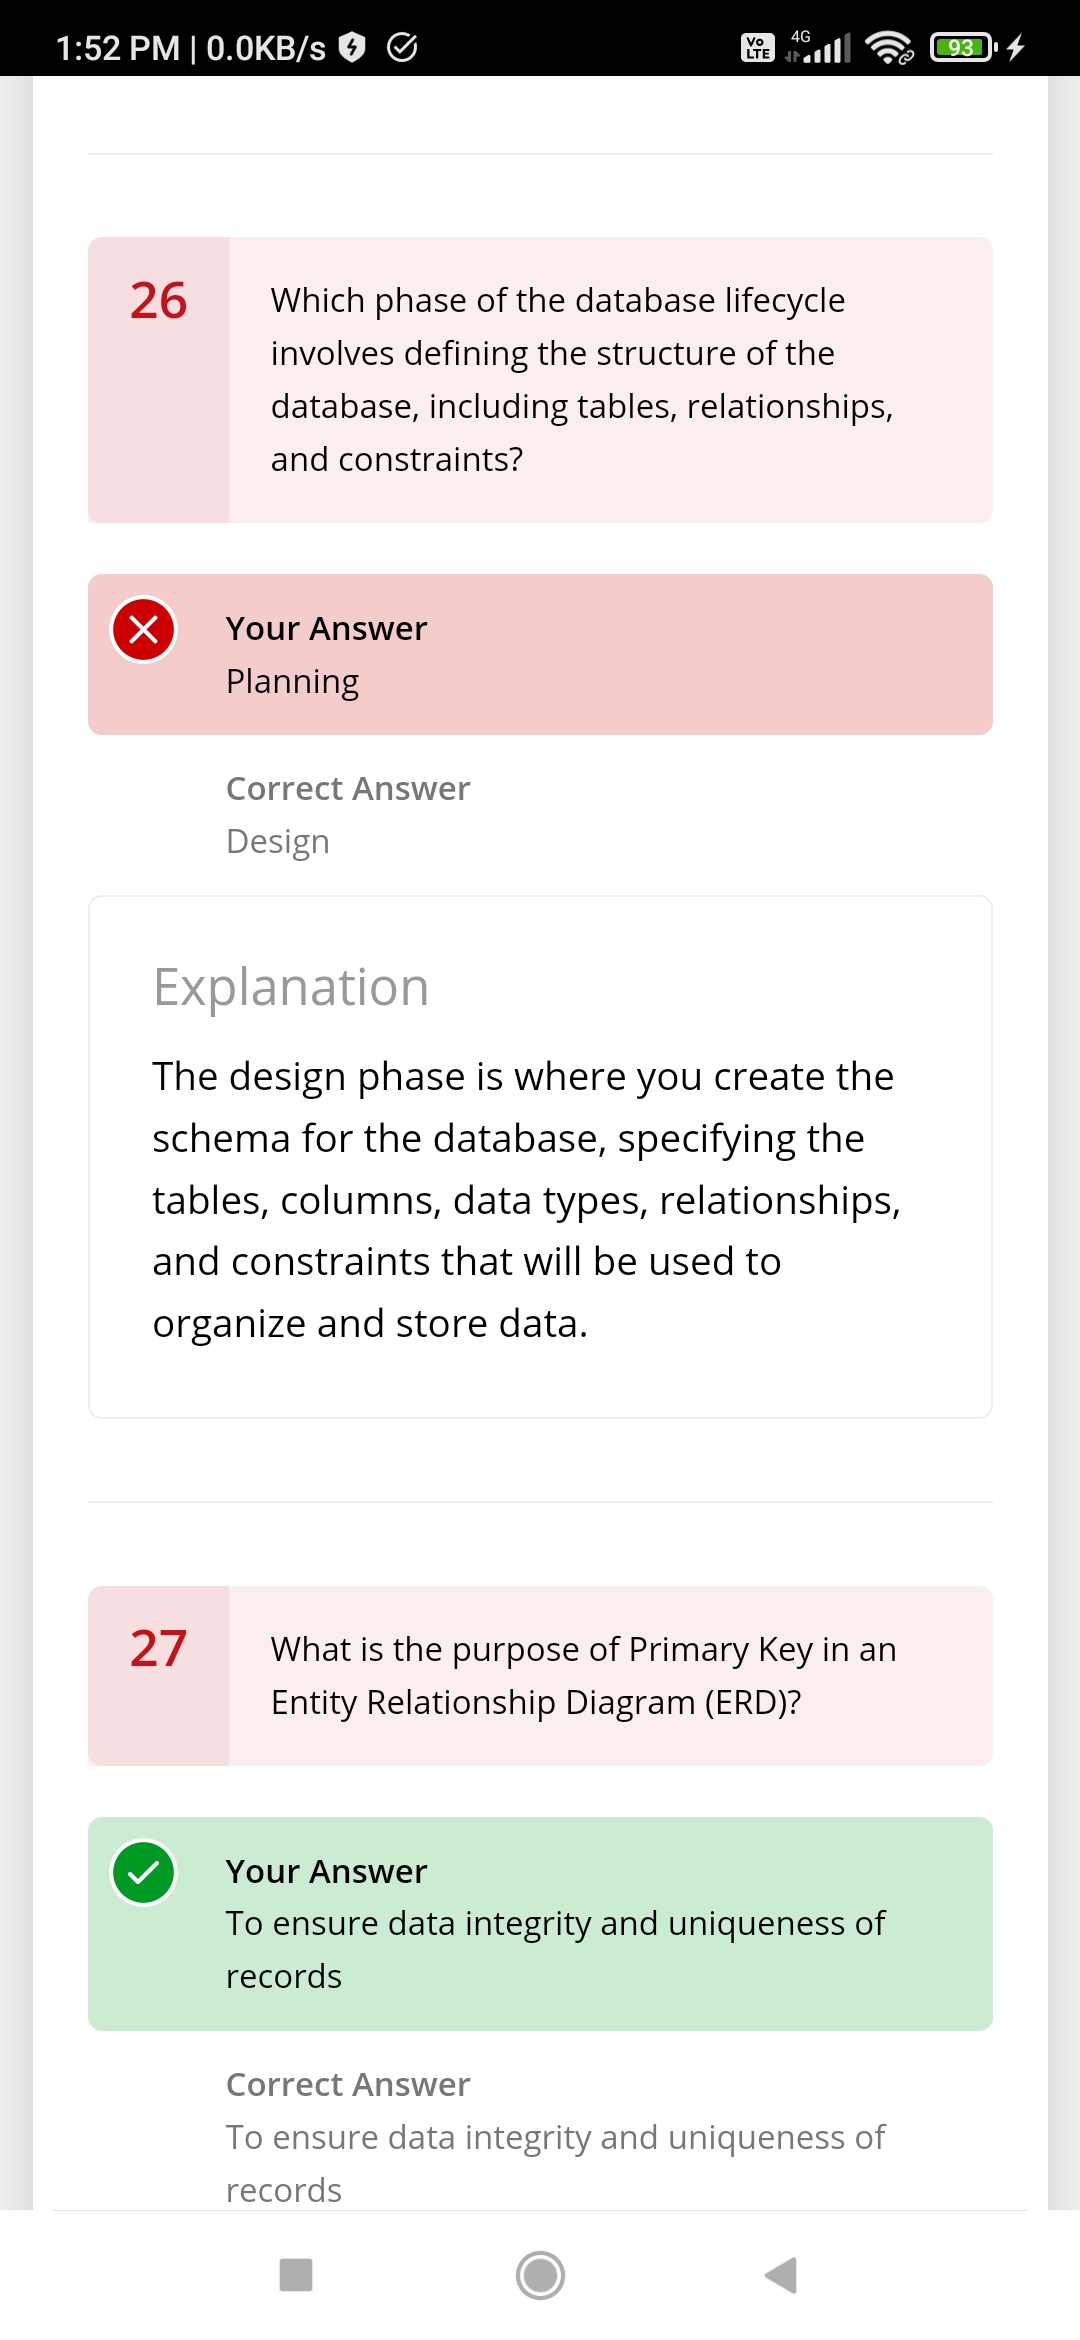 1:52 PM | 0.0KB/s
Vo
LTE
4G
93
26
Which phase of the database lifecycle
involves defining the structure of the
database, including tables, relationships,
and constraints?
Your Answer
Planning
Correct Answer
Design
Explanation
The design phase is where you create the
schema for the database, specifying the
tables, columns, data types, relationships,
and constraints that will be used to
organize and store data.
27
What is the purpose of Primary Key in an
Entity Relationship Diagram (ERD)?
Your Answer
To ensure data integrity and uniqueness of
records
Correct Answer
To ensure data integrity and uniqueness of
records